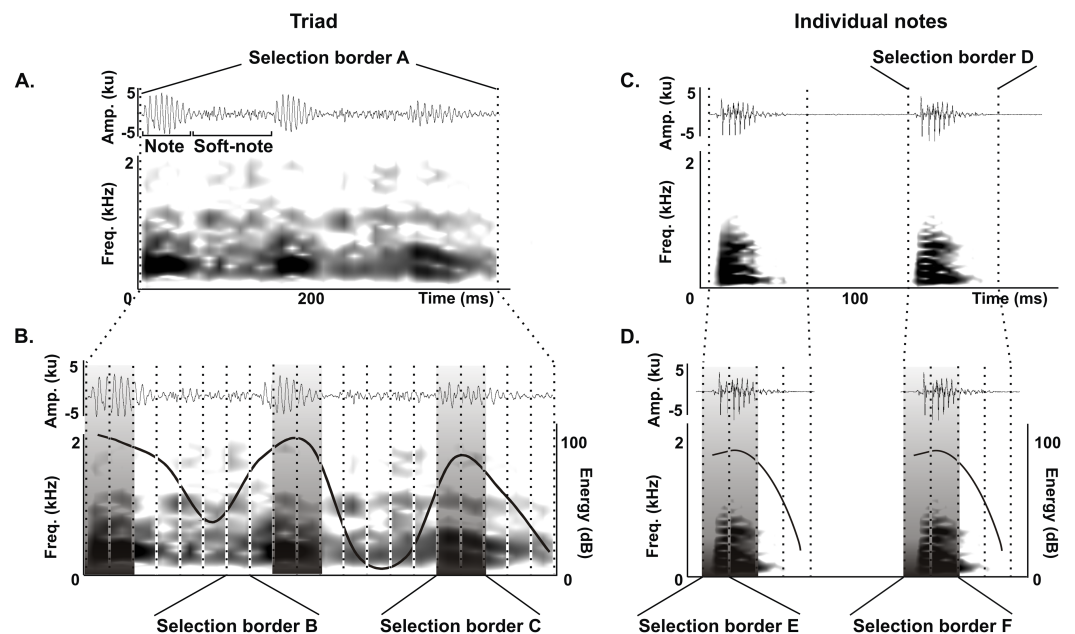 Triad
Individual notes
Selection border A
Selection border D
A.
Amp. (ku)
5
-5
Note
Soft-note
Freq. (kHz)
2
0
200
Time (ms)
C.
Amp. (ku)
5
-5
Freq. (kHz)
2
0
100
Time (ms)
B.
Amp. (ku)
5
-5
Freq. (kHz)
2
0
100
Energy (dB)
0
Selection border B
Selection border C
D.
Amp. (ku)
5
-5
Freq. (kHz)
2
0
100
Energy (dB)
0
Selection border E
Selection border F